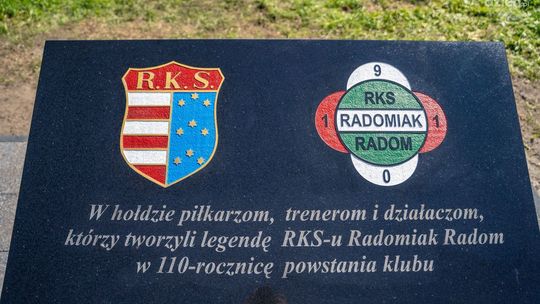 R.K.S.
9
RKS
1 RADOMIAK 1
RADOM
0
W hołdzie piłkarzom, trenerom i działaczom,
którzy tworzyli legendę RKS-u Radomiak Radom
w 110-rocznicę powstania klubu